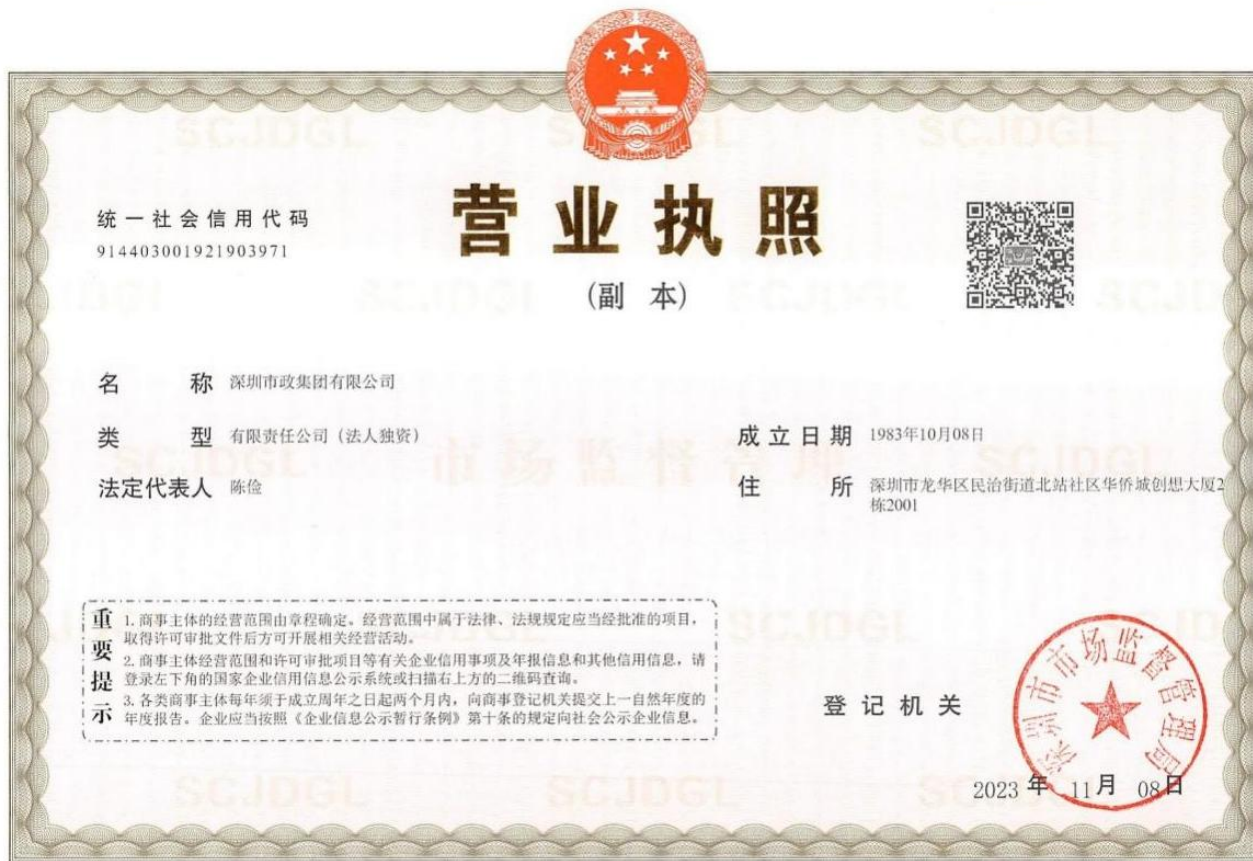 统一社会信用代码
914403001921903971
营业执照
(副 本)
名 称 深圳市政集团有限公司
类 型 有限责任公司（法人独资）
法定代表人 陈俭
成立日期 1983年10月08日
住 所 深圳市龙华区民治街道北站社区华侨城创想大厦2
栋2001
重要提示
1. 商事主体的经营范围由章程确定。经营范围中属于法律、法规规定应当经批准的项目，
取得许可审批文件后方可开展相关经营活动。
2. 商事主体经营范围和许可审批项目等有关企业信用事项及年报信息和其他信用信息，请
登录左下角的国家企业信用信息公示系统或扫描右上方的二维码查询。
3. 各类商事主体每年须于成立周年之日起两个月内，向商事登记机关提交上一自然年度的
年度报告。企业应当按照《企业信息公示暂行条例》第十条的规定向社会公示企业信息。
登记机关
深圳市市场监督管理局
2023 年 11月 08日
SCJDGL
市场监督管理